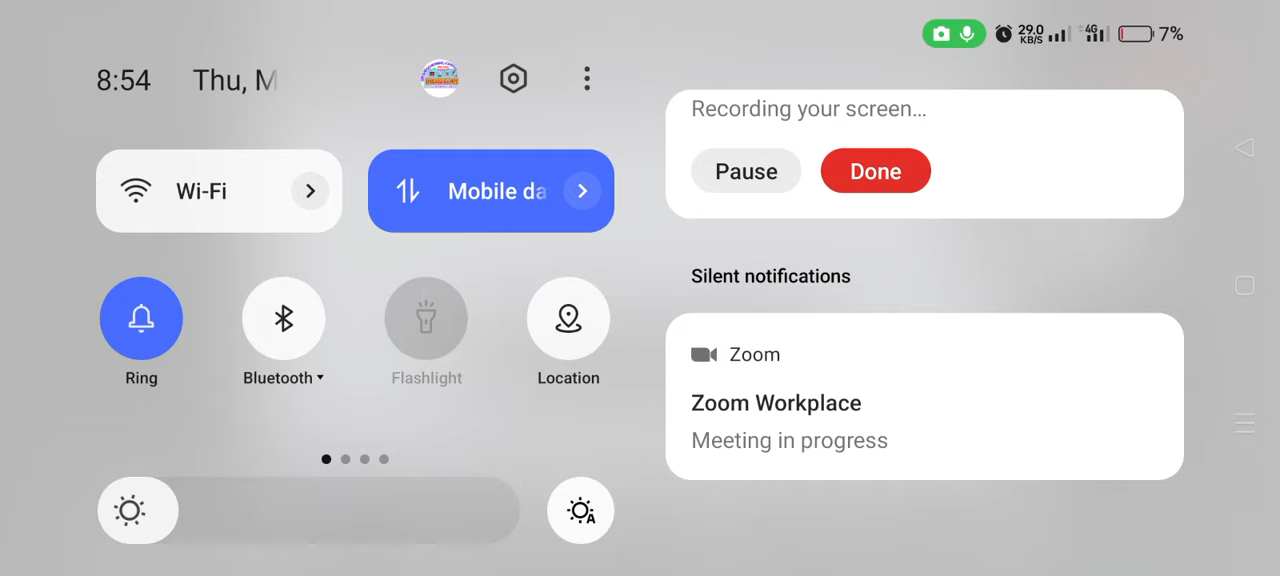 29.0
KB/S
4G
7%
8:54
Thu, M
Recording your screen…
Pause
Done
Wi-Fi
Mobile da
Silent notifications
Ring
Bluetooth
Flashlight
Location
Zoom
Zoom Workplace
Meeting in progress
A